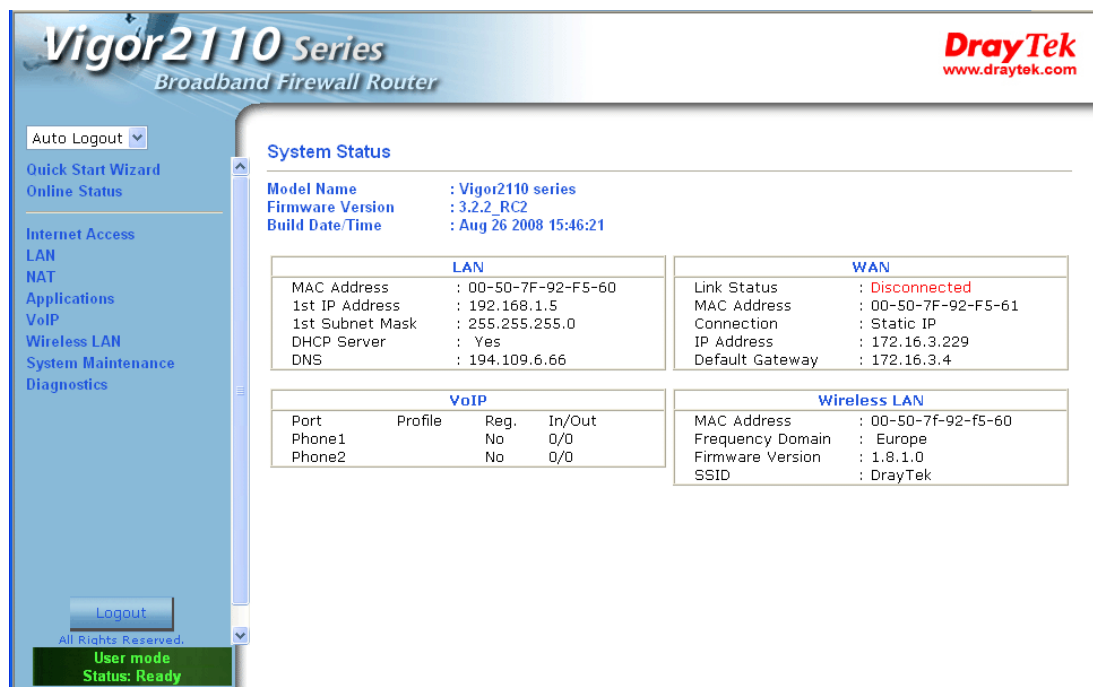 Vigor2110 Series
Broadband Firewall Router
DrayTek
www.draytek.com
Auto Logout
Quick Start Wizard
Online Status
Internet Access
LAN
NAT
Applications
VoIP
Wireless LAN
System Maintenance
Diagnostics
Logout
All Rights Reserved.
User mode
Status: Ready
System Status
Model Name : Vigor2110 series
Firmware Version : 3.2.2_RC2
Build Date/Time : Aug 26 2008 15:46:21
LAN
MAC Address : 00-50-7F-92-F5-60
1st IP Address : 192.168.1.5
1st Subnet Mask : 255.255.255.0
DHCP Server : Yes
DNS : 194.109.6.66
WAN
Link Status : Disconnected
MAC Address : 00-50-7F-92-F5-61
Connection : Static IP
IP Address : 172.16.3.229
Default Gateway : 172.16.3.4
VoIP
Port Profile Reg. In/Out
Phone1 No 0/0
Phone2 No 0/0
Wireless LAN
MAC Address : 00-50-7f-92-f5-60
Frequency Domain : Europe
Firmware Version : 1.8.1.0
SSID : DrayTek